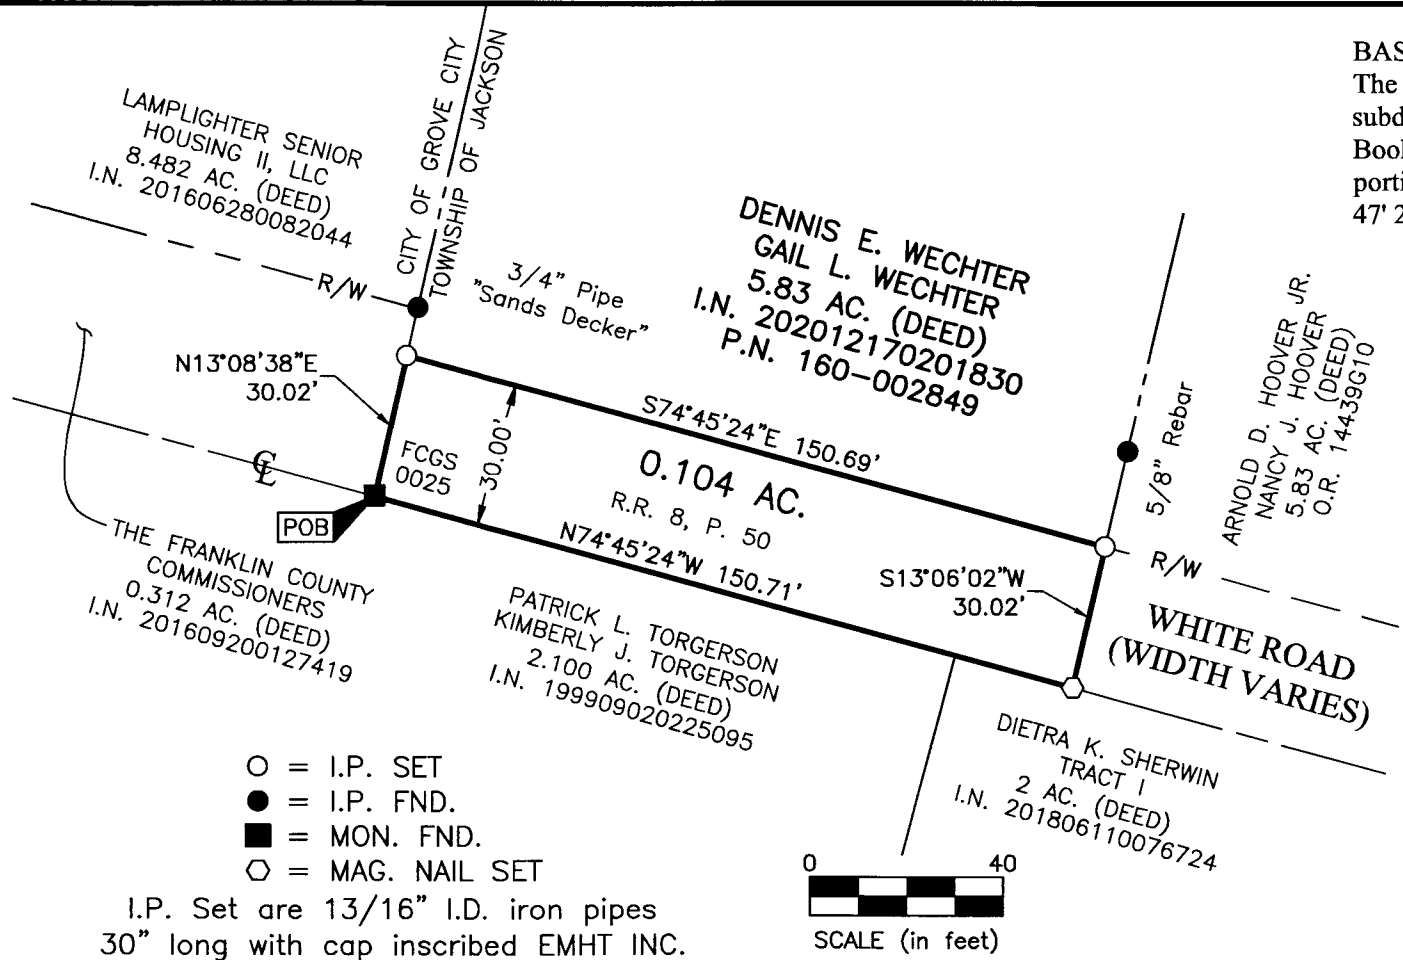 BAS
The
subd
Bool
porti
47' 2
CITY OF GROVE CITY
TOWNSHIP OF JACKSON
LAMPLIGHTER SENIOR
HOUSING II, LLC
8.482 AC. (DEED)
I.N. 201606280082044
R/W
3/4" Pipe
"Sands Decker"
DENNIS E. WECHTER
GAIL L. WECHTER
5.83 AC. (DEED)
I.N. 202012170201830
P.N. 160-002849
ARNOLD D. HOOVER JR.
NANCY J. HOOVER
5.83 AC. (DEED)
O.R. 14439G10
5/8" Rebar
N13°08'38"E
30.02'
S74°45'24"E 150.69'
FCGS
0025
30.00'
0.104 AC.
R.R. 8, P. 50
N74°45'24"W 150.71'
S13°06'02"W
30.02'
R/W
℄
POB
WHITE ROAD
(WIDTH VARIES)
THE FRANKLIN COUNTY
COMMISSIONERS
0.312 AC. (DEED)
I.N. 201609200127419
PATRICK L. TORGERSON
KIMBERLY J. TORGERSON
2.100 AC. (DEED)
I.N. 199909020225095
DIETRA K. SHERWIN
TRACT I
2 AC. (DEED)
I.N. 201806110076724
= I.P. SET
= I.P. FND.
= MON. FND.
= MAG. NAIL SET
I.P. Set are 13/16" I.D. iron pipes
30" long with cap inscribed EMHT INC.
0 40
SCALE (in feet)